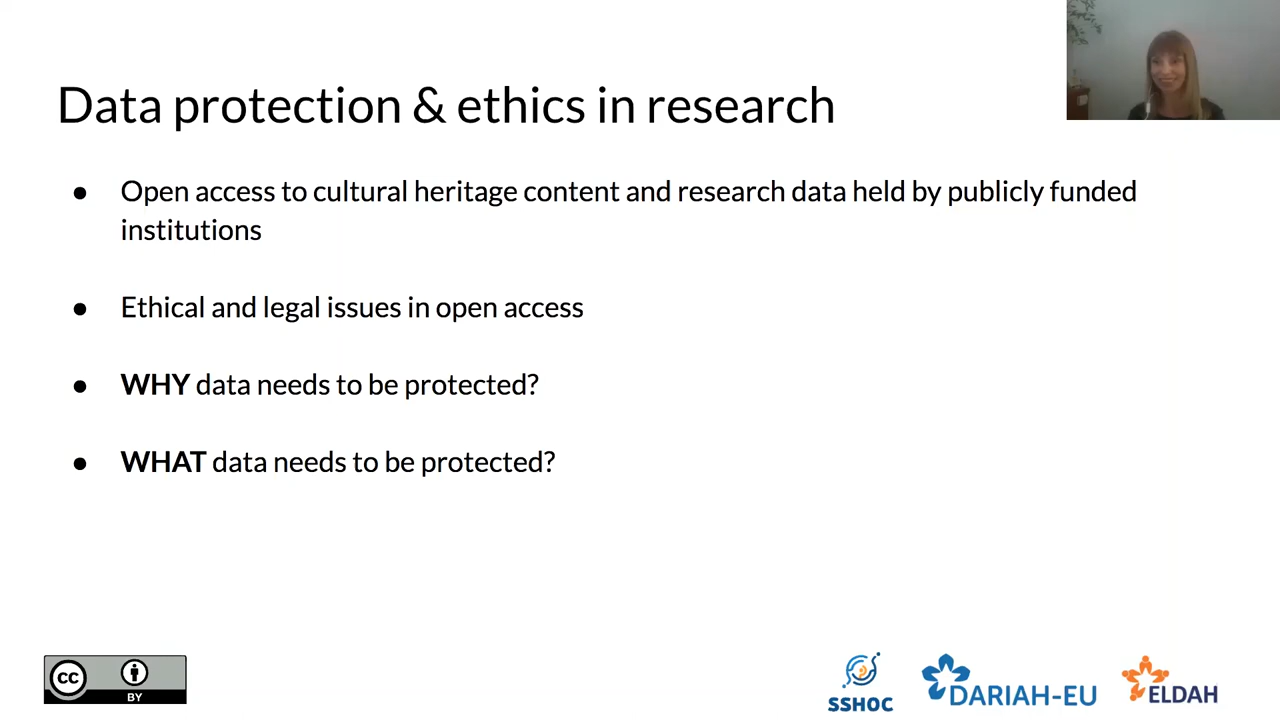 Data protection & ethics in research
● Open access to cultural heritage content and research data held by publicly funded
institutions
● Ethical and legal issues in open access
● WHY data needs to be protected?
● WHAT data needs to be protected?
CC BY
SSHOC
DARIAH-EU
ELDAH